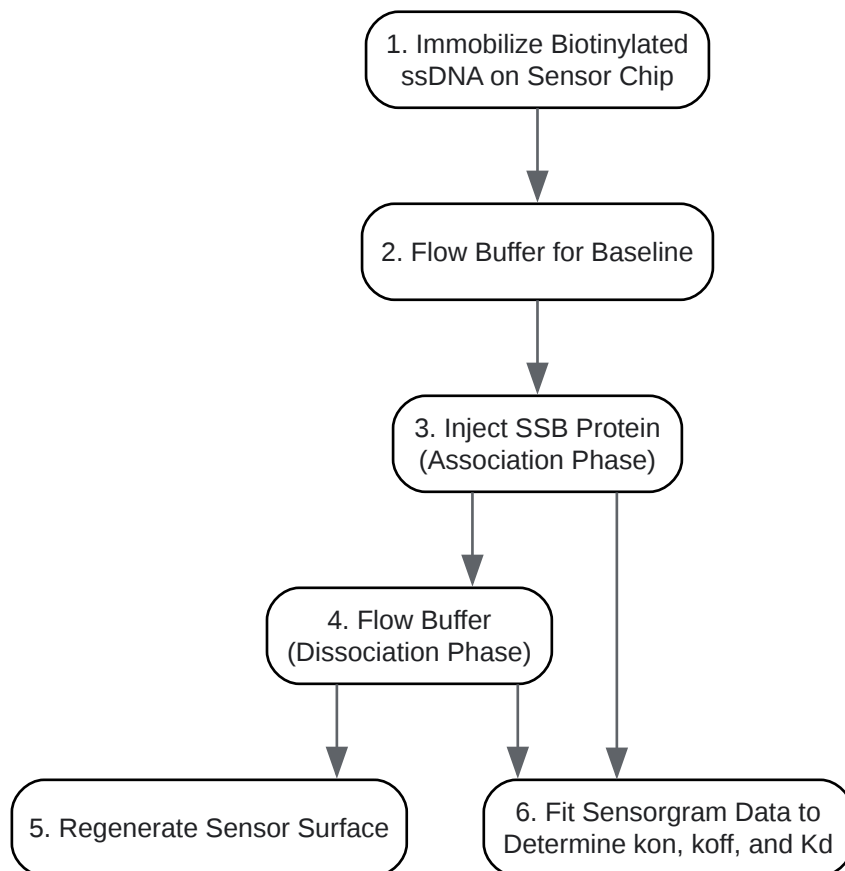 1. Immobilize Biotinylated
ssDNA on Sensor Chip
2. Flow Buffer for Baseline
3. Inject SSB Protein
(Association Phase)
4. Flow Buffer
(Dissociation Phase)
5. Regenerate Sensor Surface
6. Fit Sensorgram Data to
Determine kon, koff, and Kd